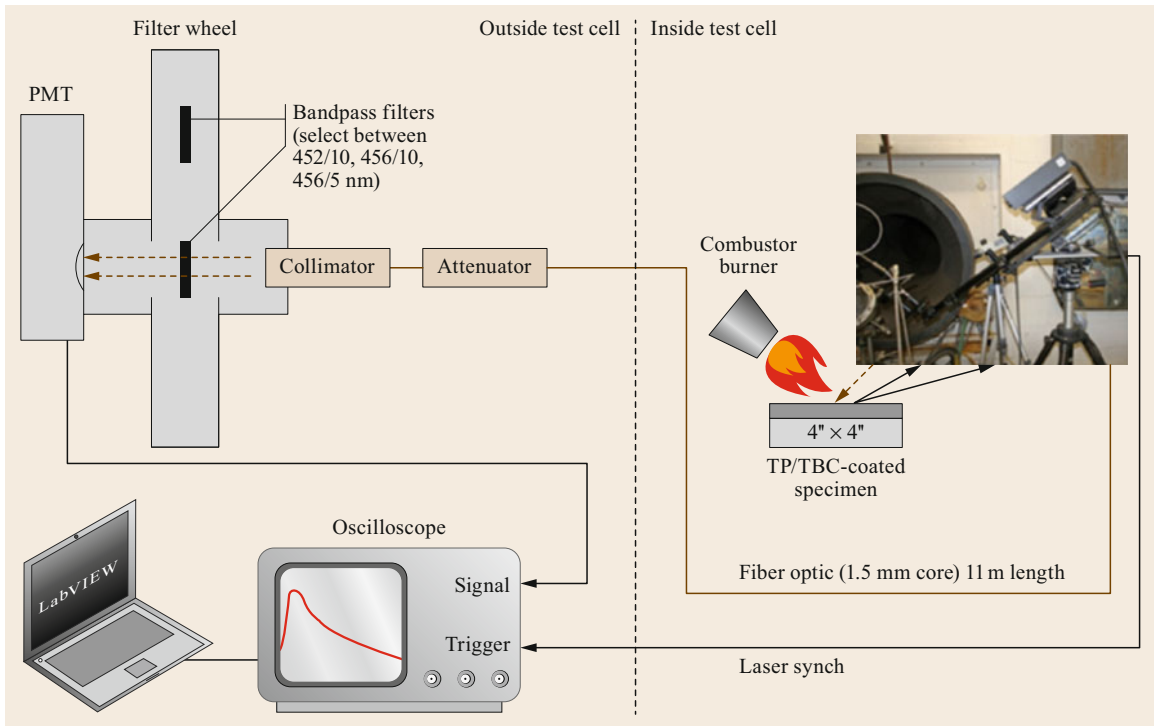 Filter wheel
Outside test cell
Inside test cell
PMT
Bandpass filters
(select between
452/10, 456/10,
456/5 nm)
Collimator
Attenuator
Combustor
burner
4" × 4"
TP/TBC-coated
specimen
Oscilloscope
Signal
Trigger
LabVIEW
Fiber optic (1.5 mm core) 11 m length
Laser synch